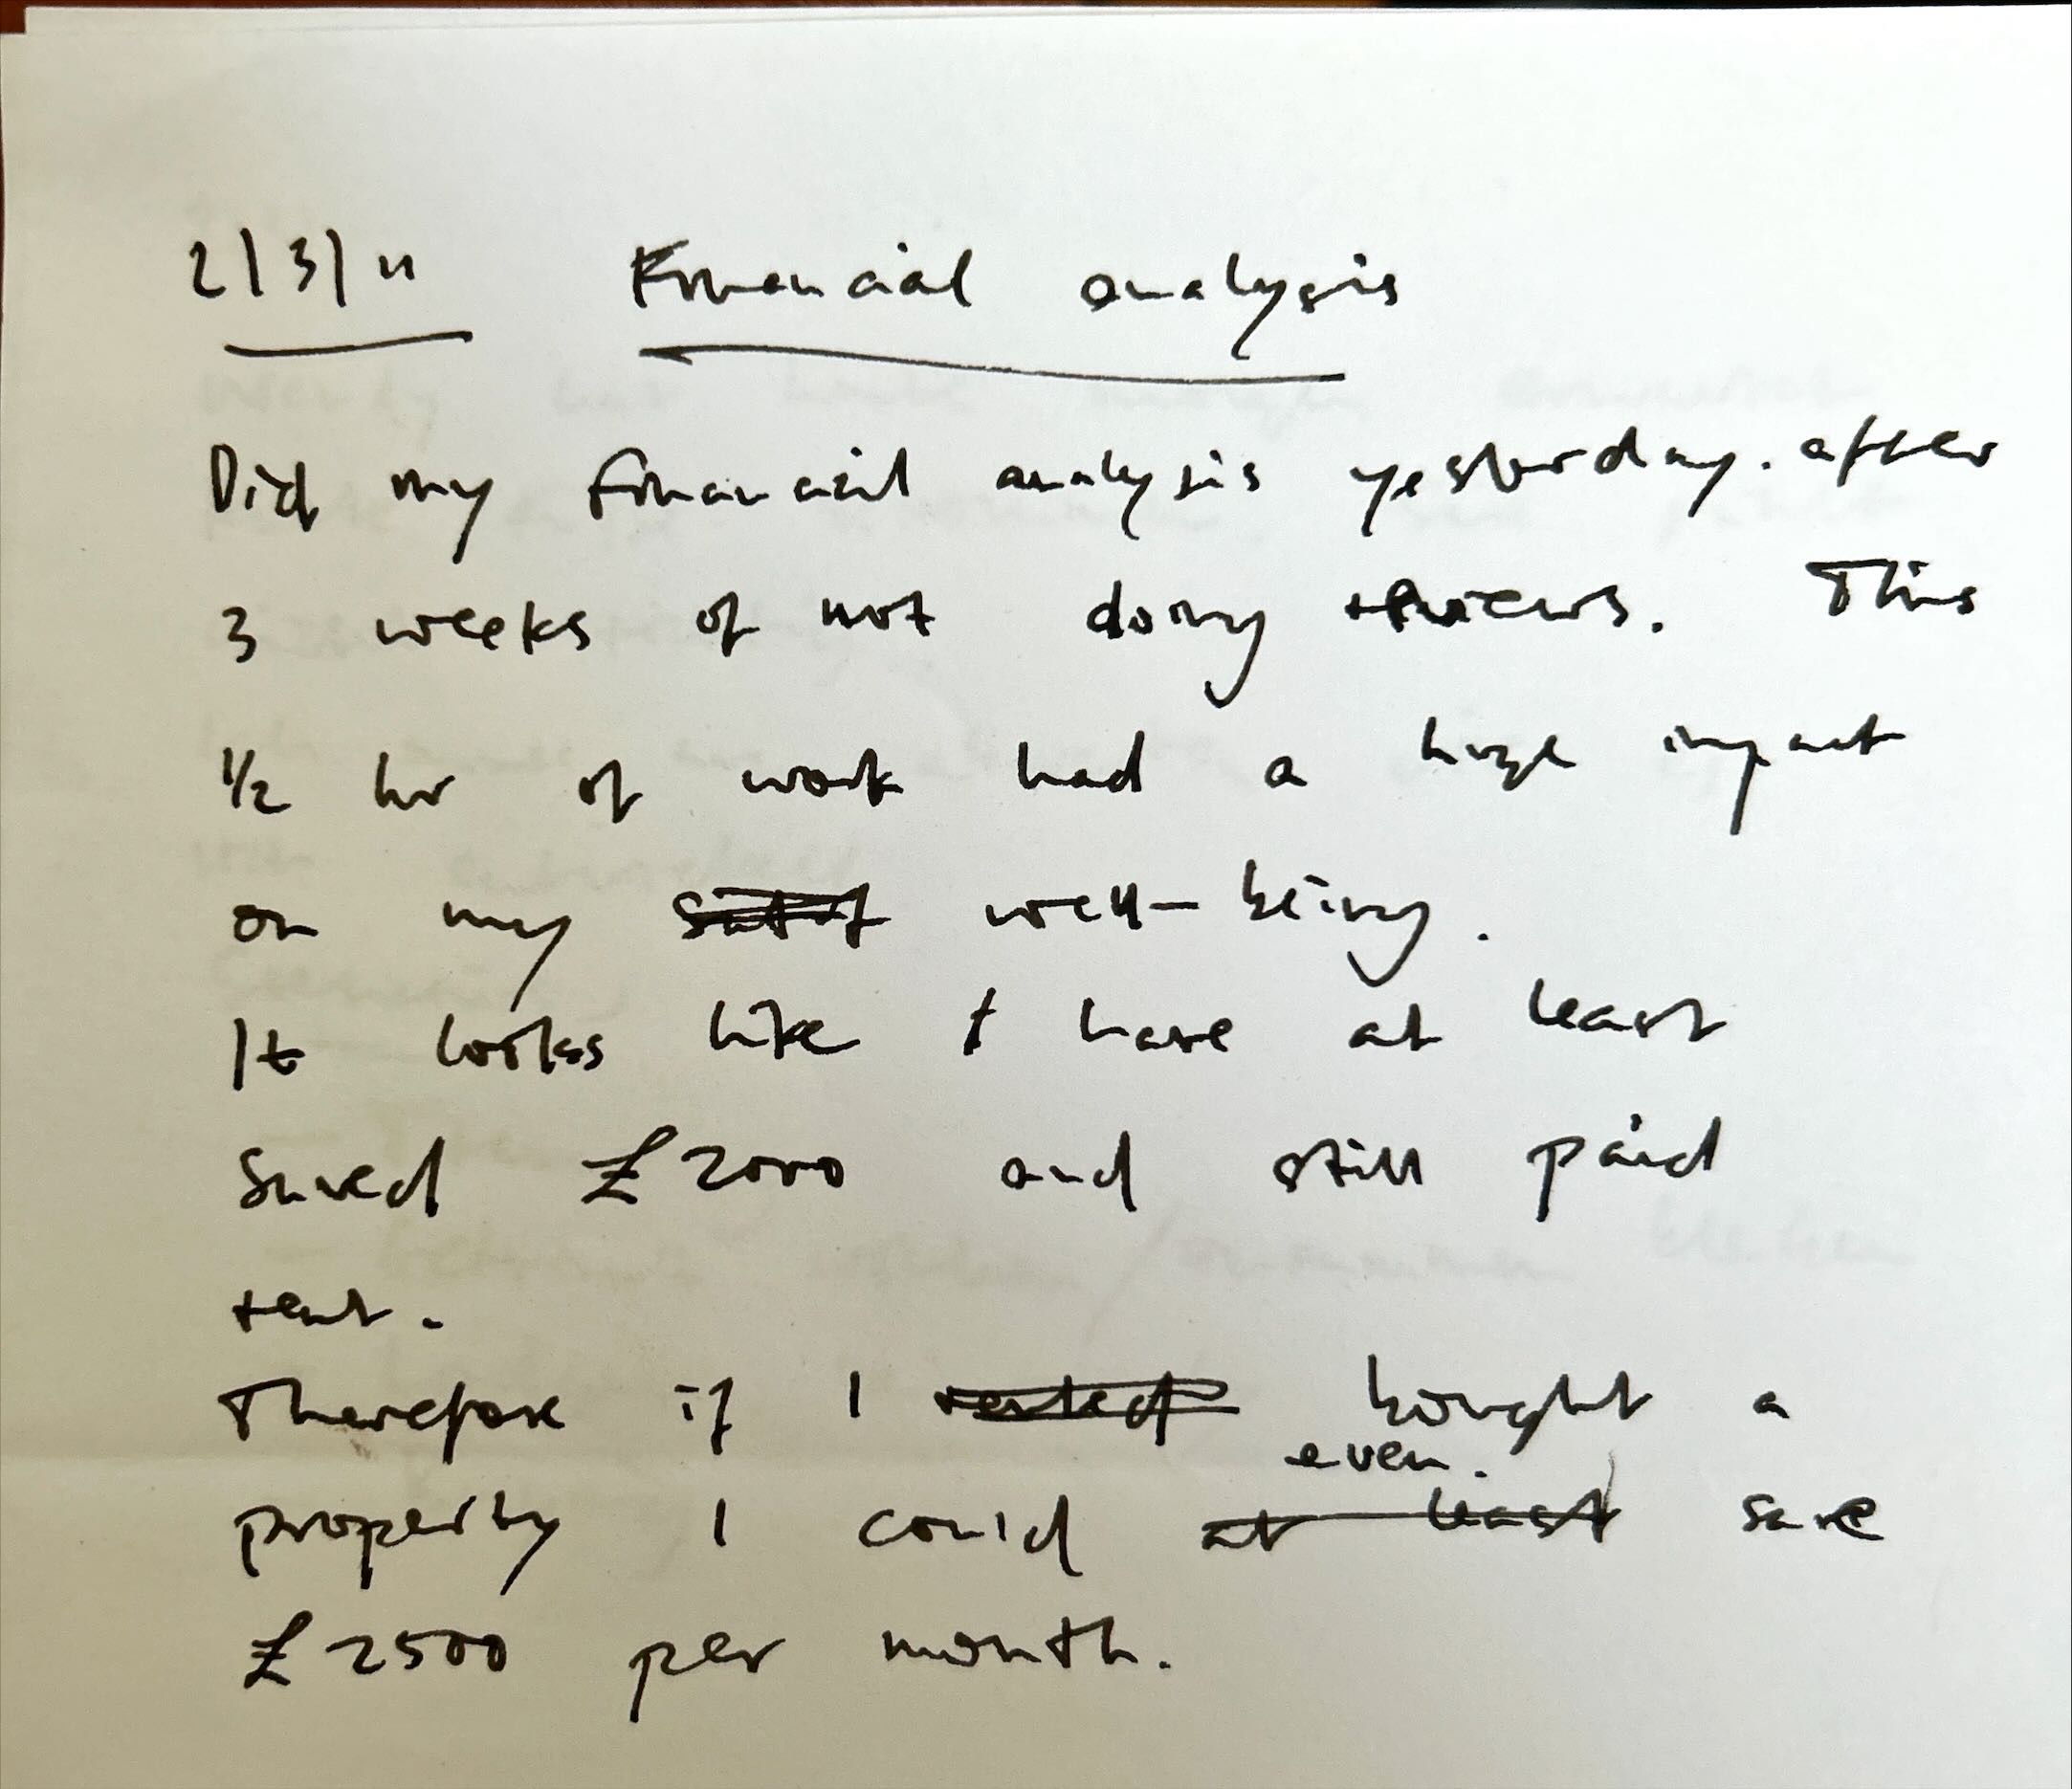 2/3/11 Financial analysis
Did my financial analysis yesterday. after
3 weeks of not doing reviews. This
1/2 hr of work had a huge impact
on my well-being.
It looks like I have at least
saved £2000 and still paid
rent.
Therefore if I rented bought a
even.
property I could at least save
£2500 per month.